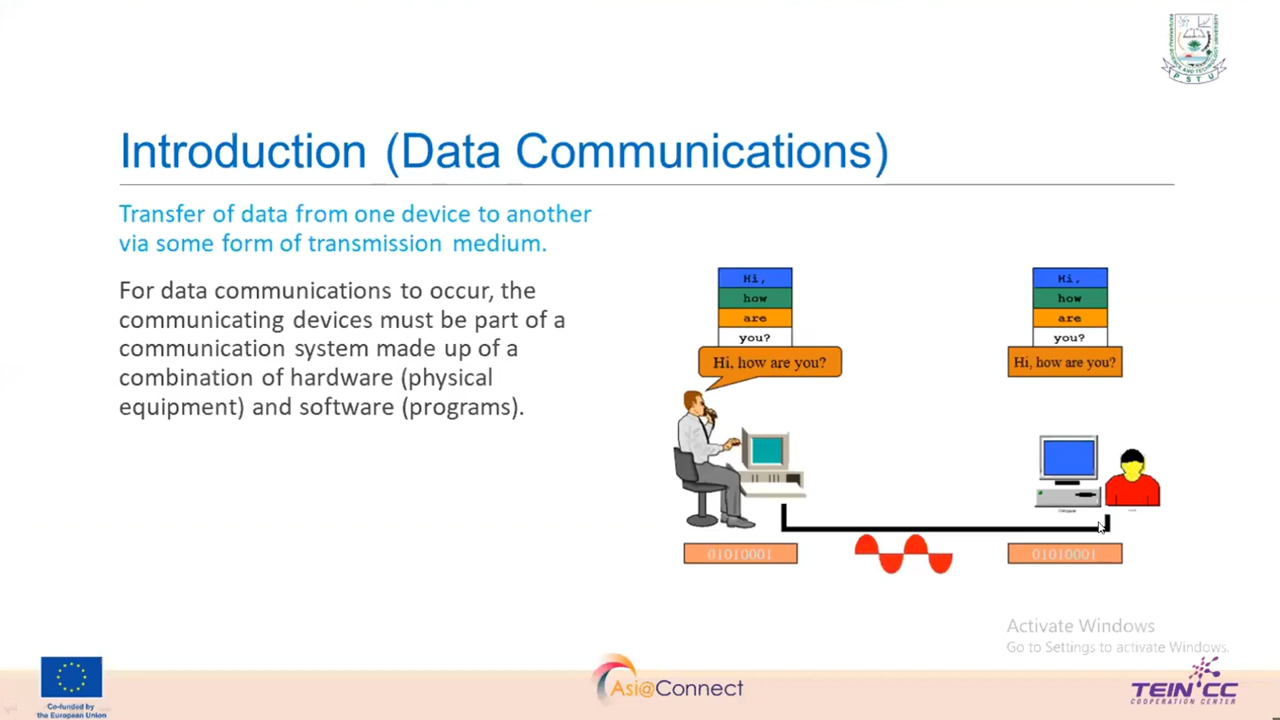 PSTU
Introduction (Data Communications)
Transfer of data from one device to another
via some form of transmission medium.
For data communications to occur, the
communicating devices must be part of a
communication system made up of a
combination of hardware (physical
equipment) and software (programs).
Hi,
how
are
you?
Hi, how are you?
Hi,
how
are
you?
Hi, how are you?
01010001
01010001
Activate Windows
Go to Settings to activate Windows.
Co-funded by
the European Union
Asi@Connect
TEIN*CC
COOPERATION CENTER